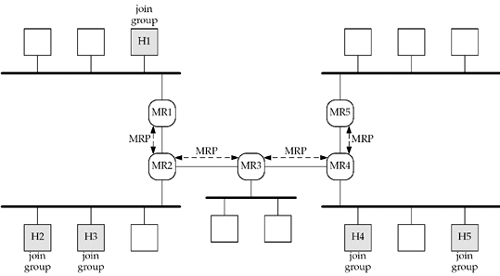 join
group
H1
MR1
MR5
MRP
MRP
MRP
MRP
MR2
MR3
MR4
H2
H3
H4
H5
join
group
join
group
join
group
join
group